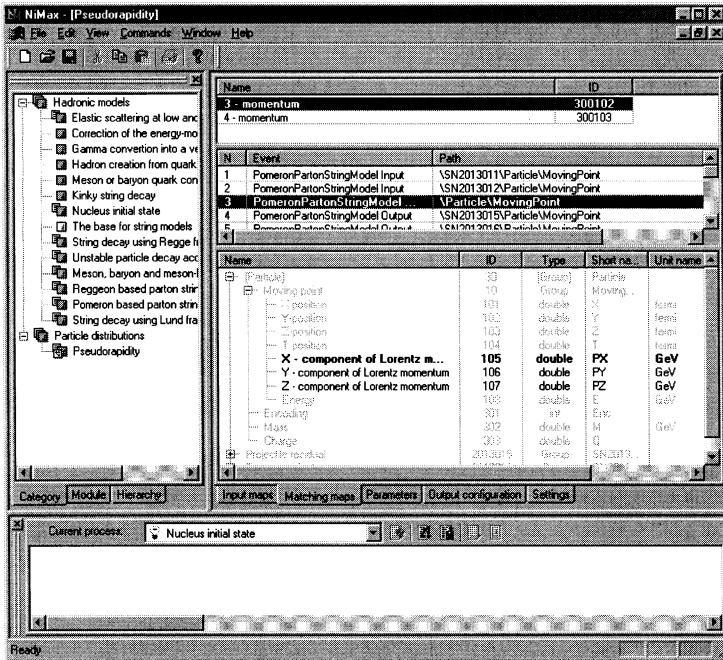 NiMax - [Pseudorapidity]
File Edit View Commands Window Help
Hadronic models
Elastic scattering at low anc
Correction of the energy-mo
Gamma convertion into a ve
Hadron creation from quark
Meson or baryon quark con
Kinky string decay
Nucleus initial state
The base for string models
String decay using Regge fr
Unstable particle decay acc
Meson, baryon and meson-l
Reggeon based parton strir
Pomeron based parton strin
String decay using Lund fra
Particle distributions
Pseudorapidity
Category Module Hierarchy
Name ID
3 - momentum 300102
4 - momentum 300103
N Event Path
1 PomeronPartonStringModel Input \SN2013011\Particle\MovingPoint
2 PomeronPartonStringModel Input \SN2013012\Particle\MovingPoint
3 PomeronPartonStringModel ... \Particle\MovingPoint
4 PomeronPartonStringModel Output \SN2013015\Particle\MovingPoint
5 PomeronPartonStringModel Output \SN2013016\Particle\MovingPoint
Name ID Type Short na... Unit name
[Particle] 30 [Group] Particle
Moving point 10 Group Moving...
X-position 101 double X fermi
Y-position 102 double Y fermi
Z-position 103 double Z fermi
T-position 104 double T fermi
X - component of Lorentz m... 105 double PX GeV
Y - component of Lorentz momentum 106 double PY GeV
Z - component of Lorentz momentum 107 double PZ GeV
Energy 108 double E GeV
Encoding 301 int Enc
Mass 302 double M GeV
Charge 303 double Q
Projectile residual 2013015 Group SN2013...
Input maps Matching maps Parameters Output configuration Settings
Current process: Nucleus initial state
Ready